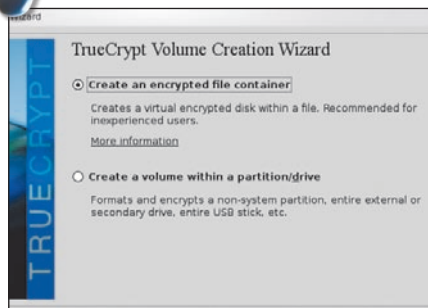 Wizard
TrueCrypt Volume Creation Wizard
Create an encrypted file container
Creates a virtual encrypted disk within a file. Recommended for
inexperienced users.
More information
Create a volume within a partition/drive
Formats and encrypts a non-system partition, entire external or
secondary drive, entire USB stick, etc.
TRUECRYPT